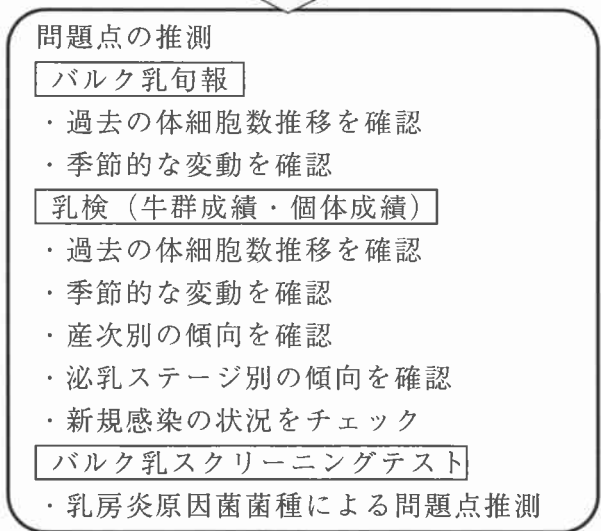 問題点の推測
バルク乳旬報
・過去の体細胞数推移を確認
・季節的な変動を確認
乳検（牛群成績・個体成績）
・過去の体細胞数推移を確認
・季節的な変動を確認
・産次別の傾向を確認
・泌乳ステージ別の傾向を確認
・新規感染の状況をチェック
バルク乳スクリーニングテスト
・乳房炎原因菌菌種による問題点推測